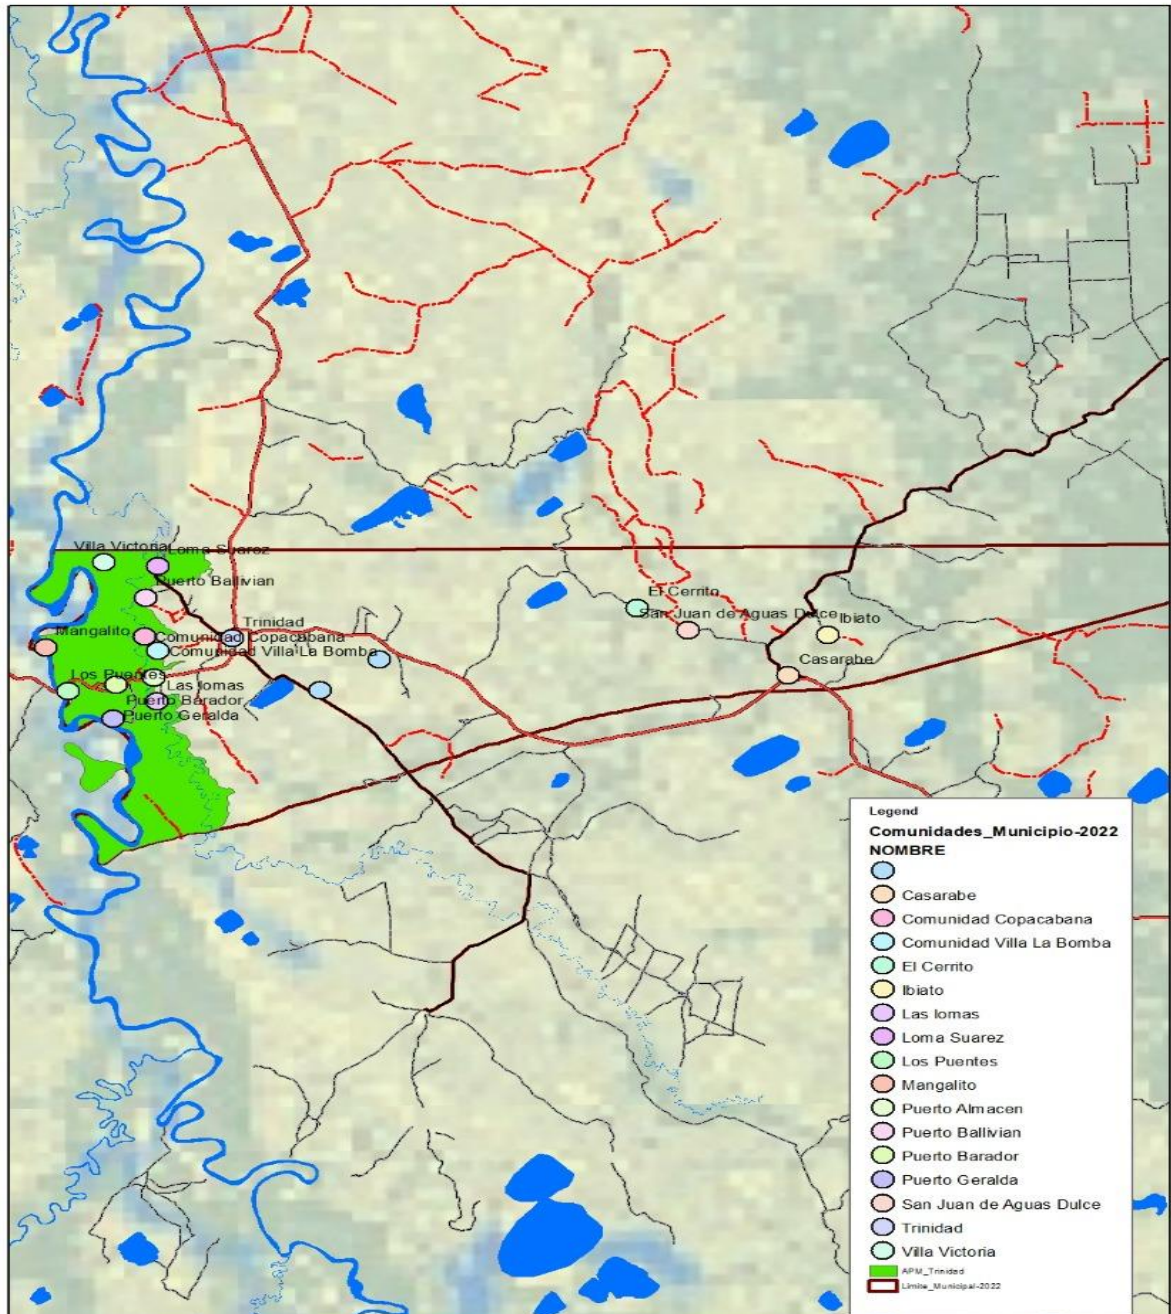 Villa Victoria
Loma Suarez
Puerto Ballivian
El Cerrito
San Juan de Aguas Dulce
Ibiato
Trinidad
Mangalito
Comunidad Copacabana
Comunidad Villa La Bomba
Casarabe
Los Puentes
Las lomas
Puerto Barador
Puerto Geralda
Legend
Comunidades_Municipio-2022
NOMBRE
Casarabe
Comunidad Copacabana
Comunidad Villa La Bomba
El Cerrito
Ibiato
Las lomas
Loma Suarez
Los Puentes
Mangalito
Puerto Almacen
Puerto Ballivian
Puerto Barador
Puerto Geralda
San Juan de Aguas Dulce
Trinidad
Villa Victoria
APM_Trinidad
Limite_Municipal-2022